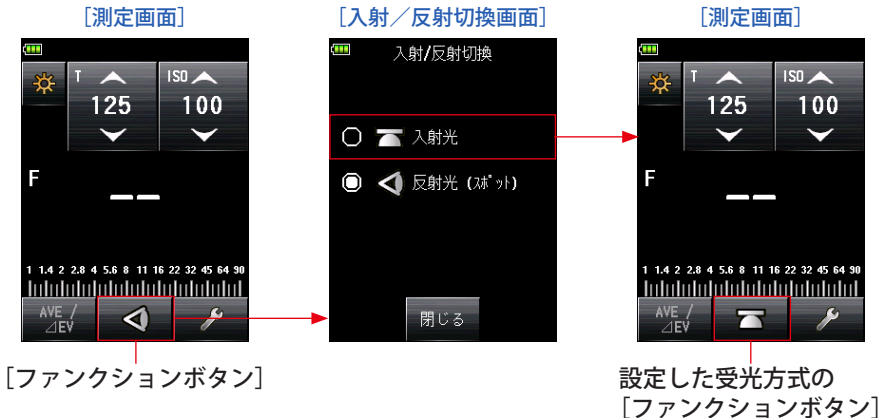 [測定画面]
[入射／反射切換画面]
[測定画面]
T
125
ISO
100
F
1 1.4 2 2.8 4 5.6 8 11 16 22 32 45 64 90
AVE /
⊿EV
入射/反射切換
入射光
反射光 (ｽﾎﾟｯﾄ)
閉じる
T
125
ISO
100
F
1 1.4 2 2.8 4 5.6 8 11 16 22 32 45 64 90
AVE /
⊿EV
[ファンクションボタン]
設定した受光方式の
[ファンクションボタン]